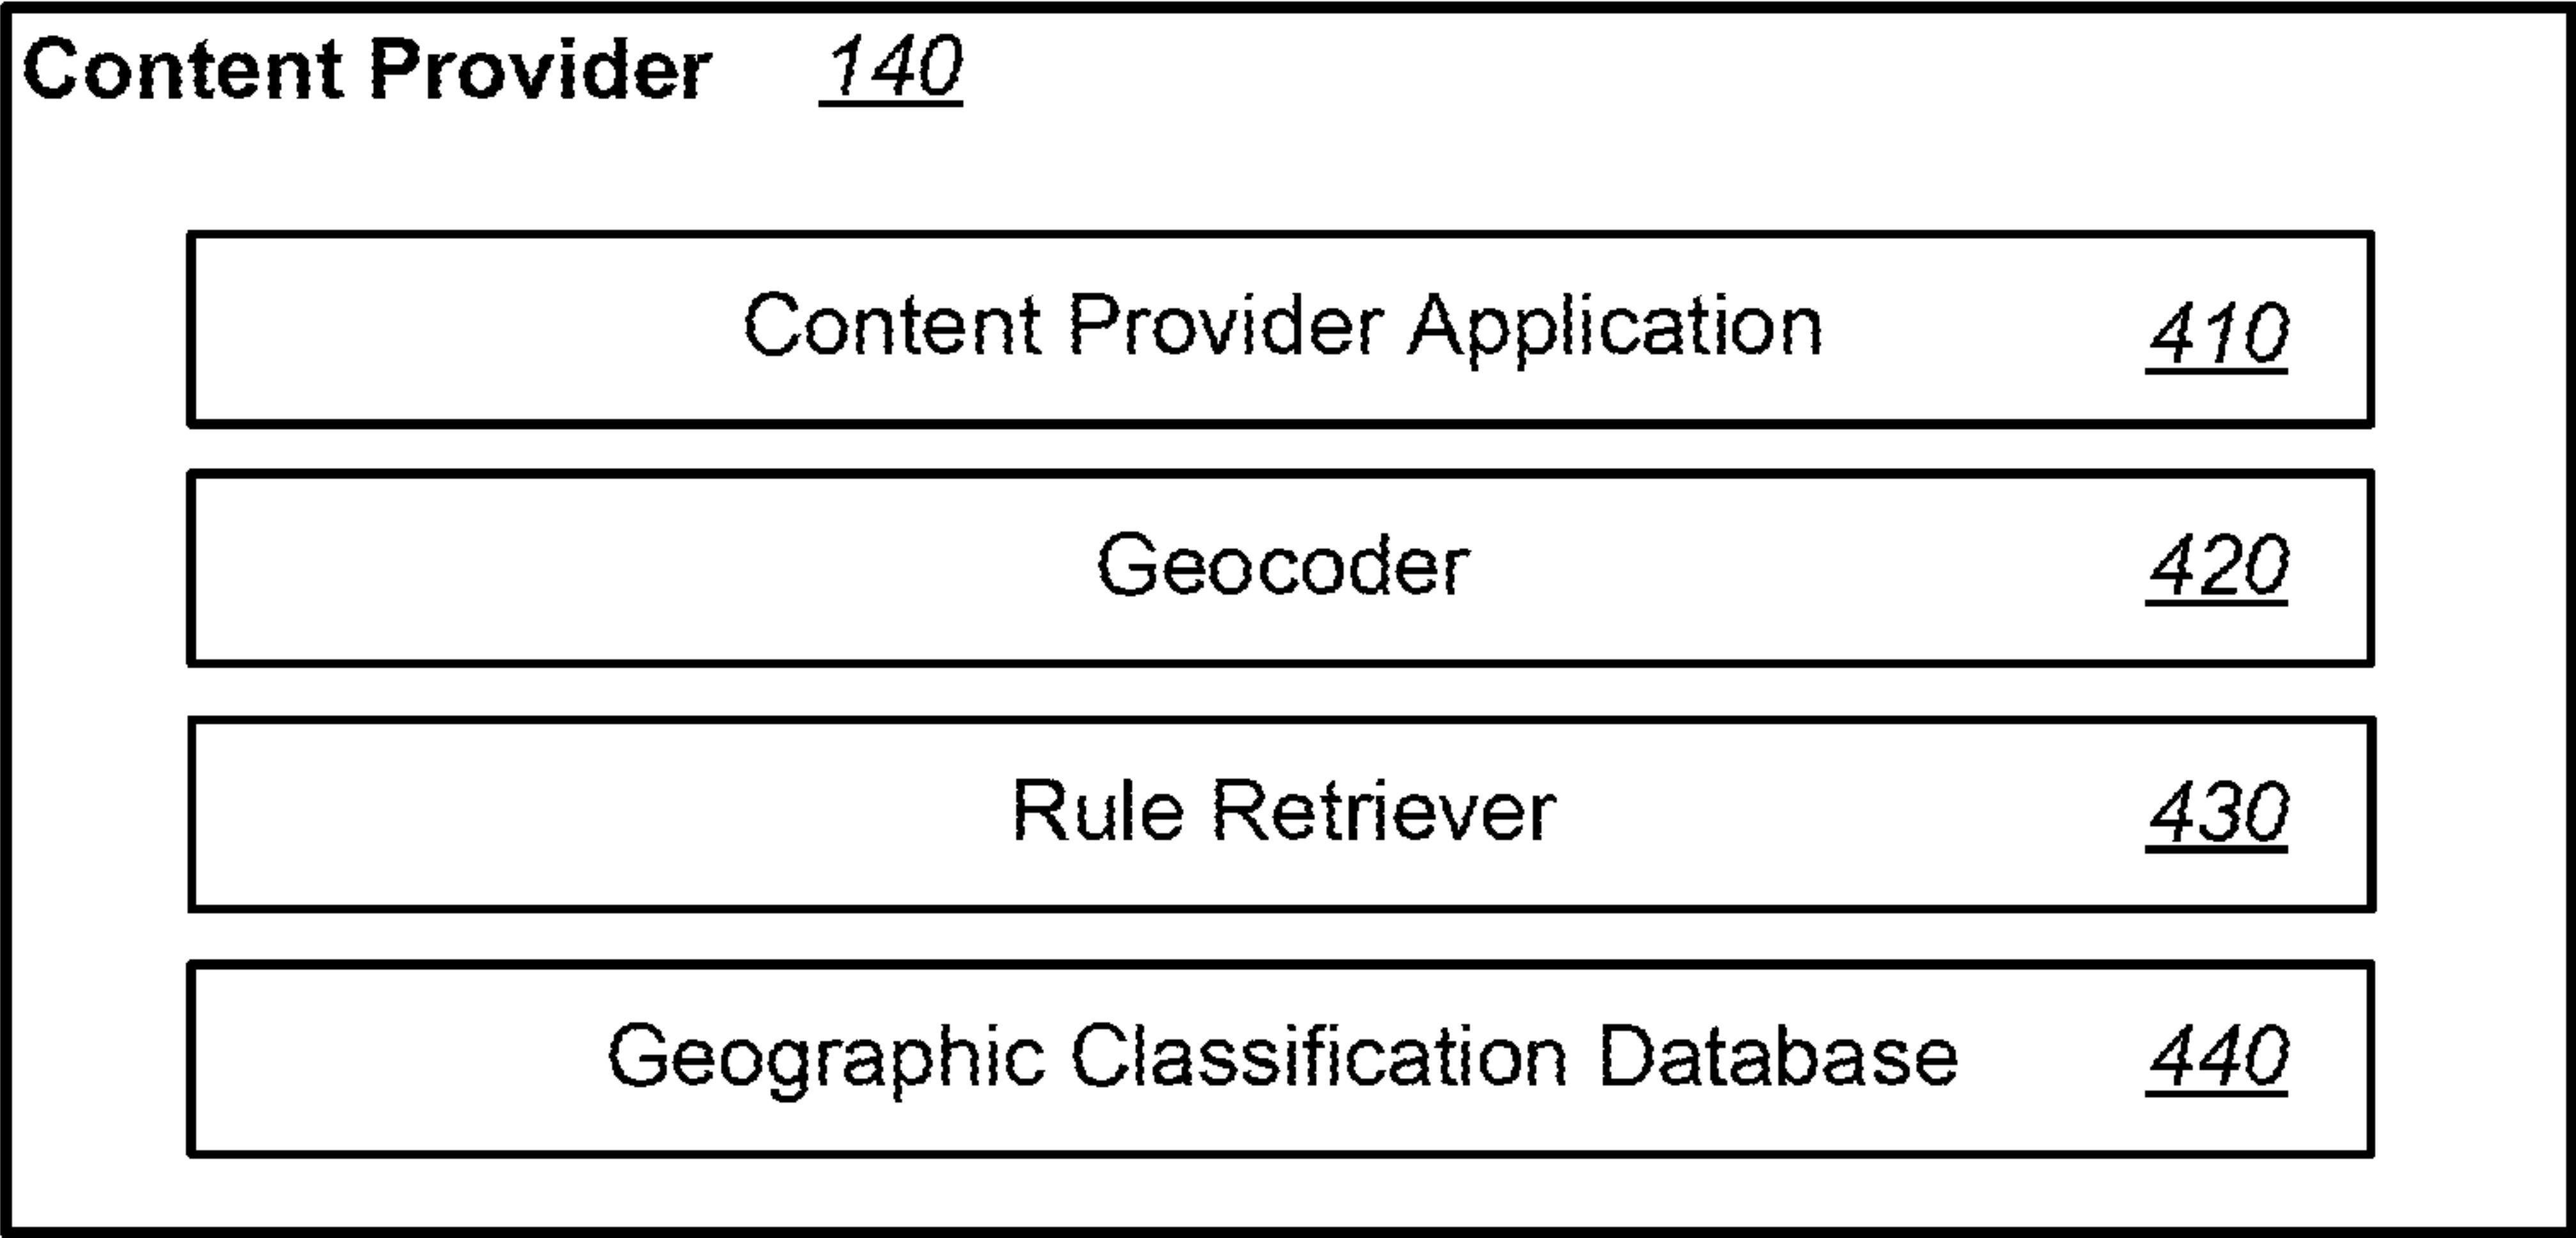 Content Provider 140
Content Provider Application 410
Geocoder 420
Rule Retriever 430
Geographic Classification Database 440